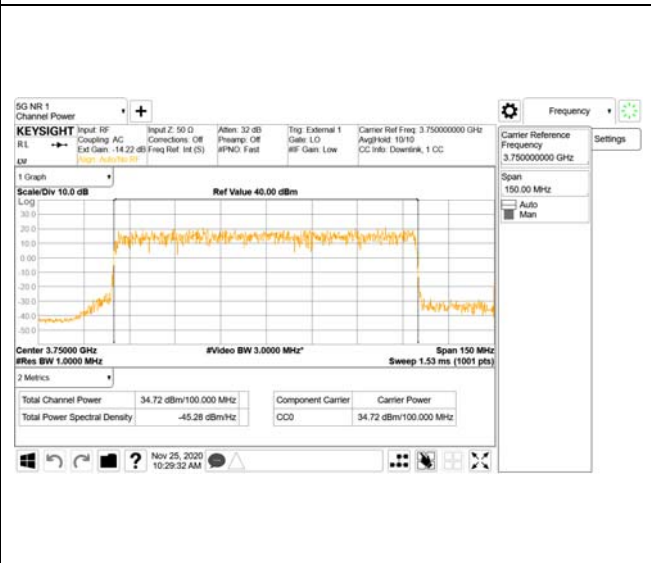 5G NR 1
Channel Power
Frequency
KEYSIGHT
Input: RF
Input Z: 50 Ω
Atten: 32 dB
Trig: External 1
Carrier Ref Freq: 3.750000000 GHz
RL
Coupling: AC
Corrections: Off
Preamp: Off
Gate: LO
Avg|Hold: 10/10
Ext Gain: -14.22 dB
Freq Ref: Int (S)
#PNO: Fast
#IF Gain: Low
CC Info: Downlink, 1 CC
Align: Auto/No RF
Carrier Reference
Frequency
3.750000000 GHz
Settings
Span
150.00 MHz
Auto
Man
1 Graph
Scale/Div 10.0 dB
Ref Value 40.00 dBm
Log
30.0
20.0
10.0
0.00
-10.0
-20.0
-30.0
-40.0
-50.0
Center 3.75000 GHz
#Video BW 3.0000 MHz*
Span 150 MHz
#Res BW 1.0000 MHz
Sweep 1.53 ms (1001 pts)
2 Metrics
Total Channel Power
34.72 dBm/100.000 MHz
Total Power Spectral Density
-45.28 dBm/Hz
Component Carrier
Carrier Power
CC0
34.72 dBm/100.000 MHz
?
Nov 25, 2020
10:29:32 AM